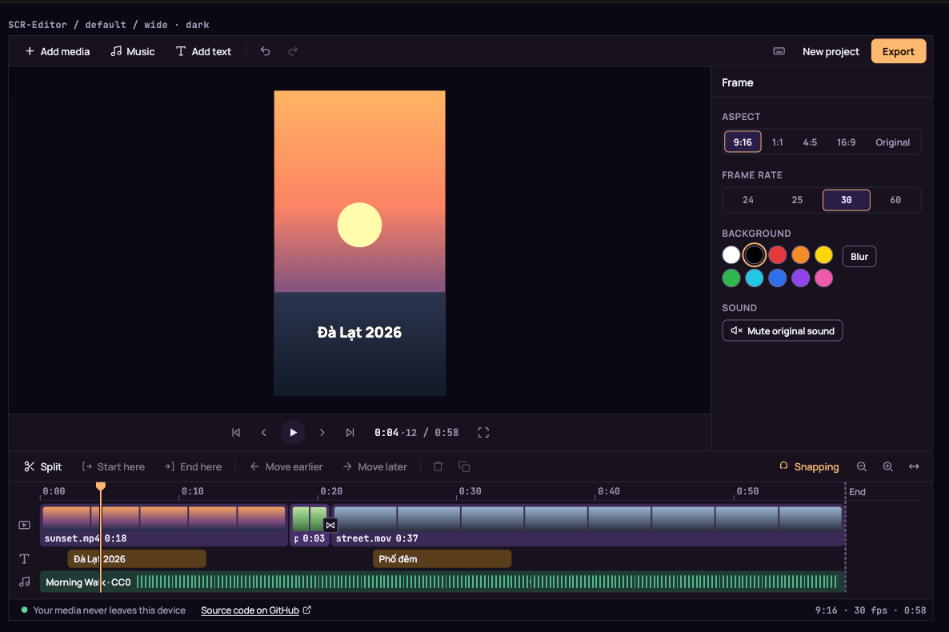 SCR-Editor / default / wide · dark
Add media Music Add text New project Export
Frame
ASPECT
9:16 1:1 4:5 16:9 Original
FRAME RATE
24 25 30 60
BACKGROUND
Blur
SOUND
Mute original sound
Đà Lạt 2026
0:04·12 / 0:58
Split Start here End here Move earlier Move later Snapping
0:00 0:10 0:20 0:30 0:40 0:50 End
sunset.mp4 0:18 p 0:03 street.mov 0:37
Đà Lạt 2026 Phố đêm
Morning Walk · CC0
Your media never leaves this device Source code on GitHub 9:16 · 30 fps · 0:58